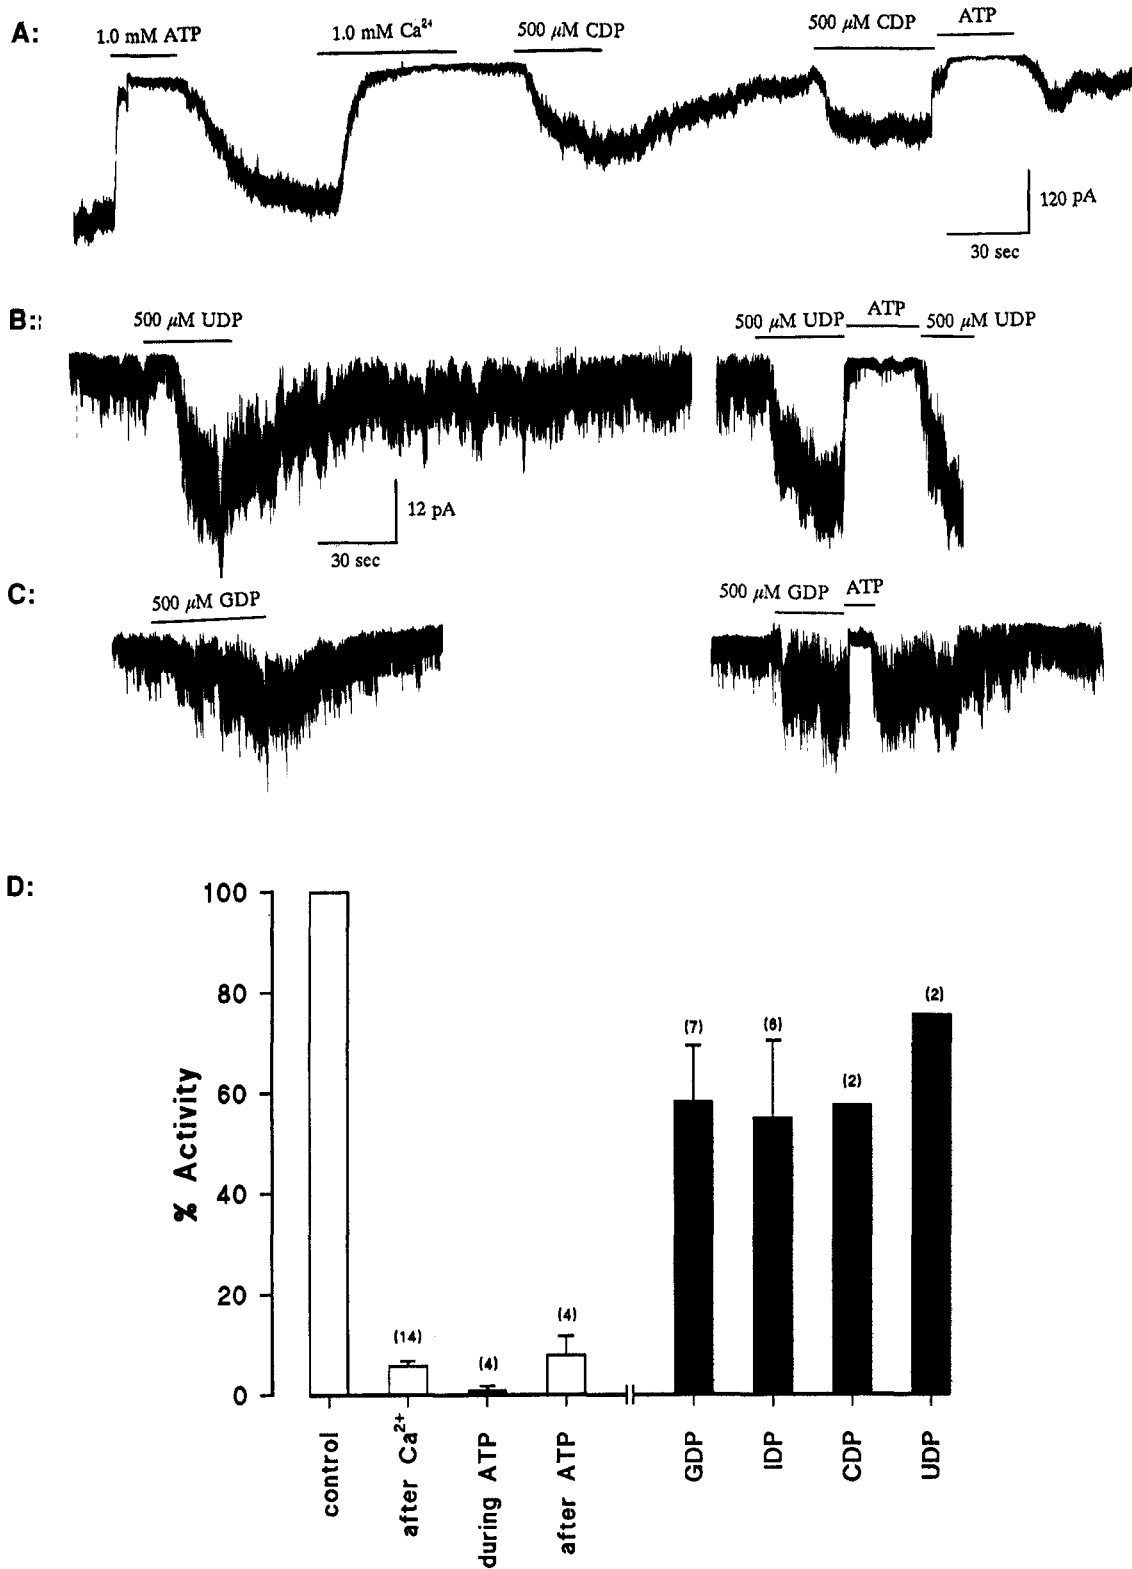 A:
1.0 mM ATP
1.0 mM Ca2+
500 μM CDP
500 μM CDP
ATP
120 pA
30 sec
B:
500 μM UDP
500 μM UDP
ATP
500 μM UDP
12 pA
30 sec
C:
500 μM GDP
500 μM GDP
ATP
D:
% Activity
100
80
60
40
20
0
(14)
(4)
(4)
(7)
(6)
(2)
(2)
control
after Ca2+
during ATP
after ATP
GDP
IDP
CDP
UDP